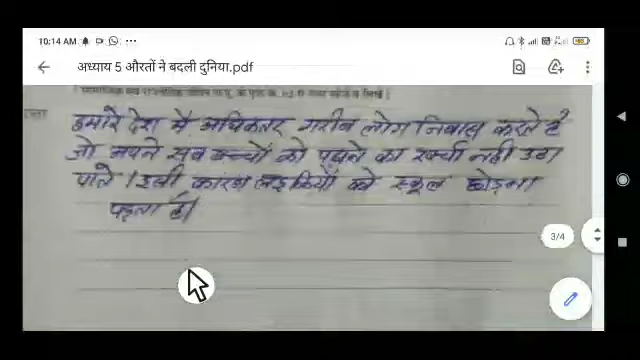 10:14 AM
अध्याय 5 औरतों ने बदली दुनिया.pdf
हमारे देश में अधिकतर गरीब लोग निवास करते है
जो अपने सब बच्चों को पढ़ाने का खर्चा नही उठा
पाते। इसी कारण लड़कियों को स्कूल छोड़ना
पड़ता है।
3/4